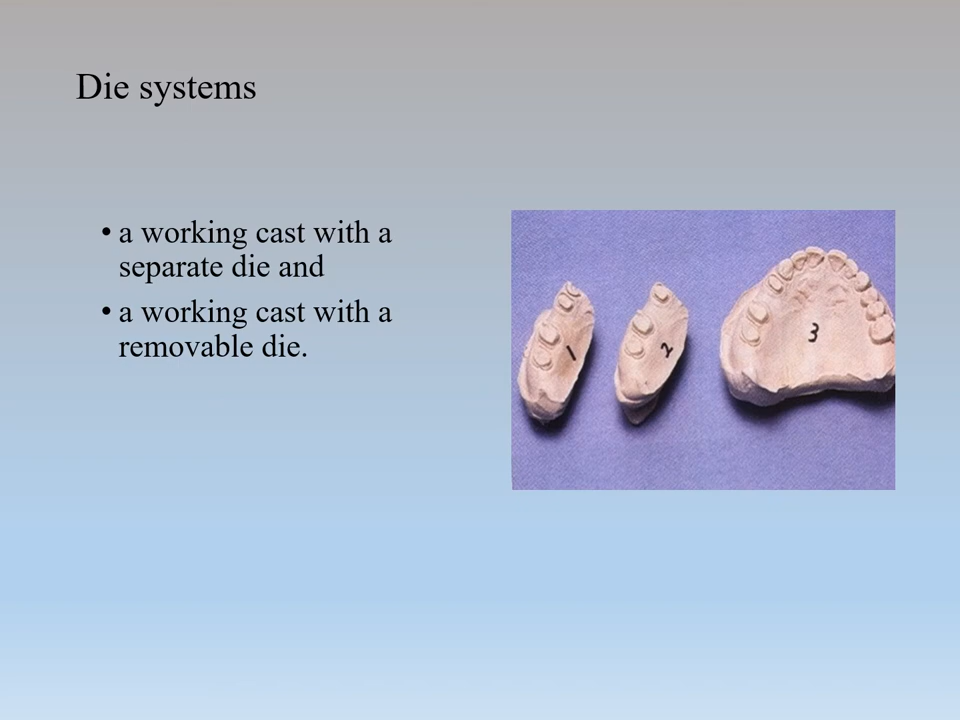 Die systems
• a working cast with a
separate die and
• a working cast with a
removable die.
1
2
3